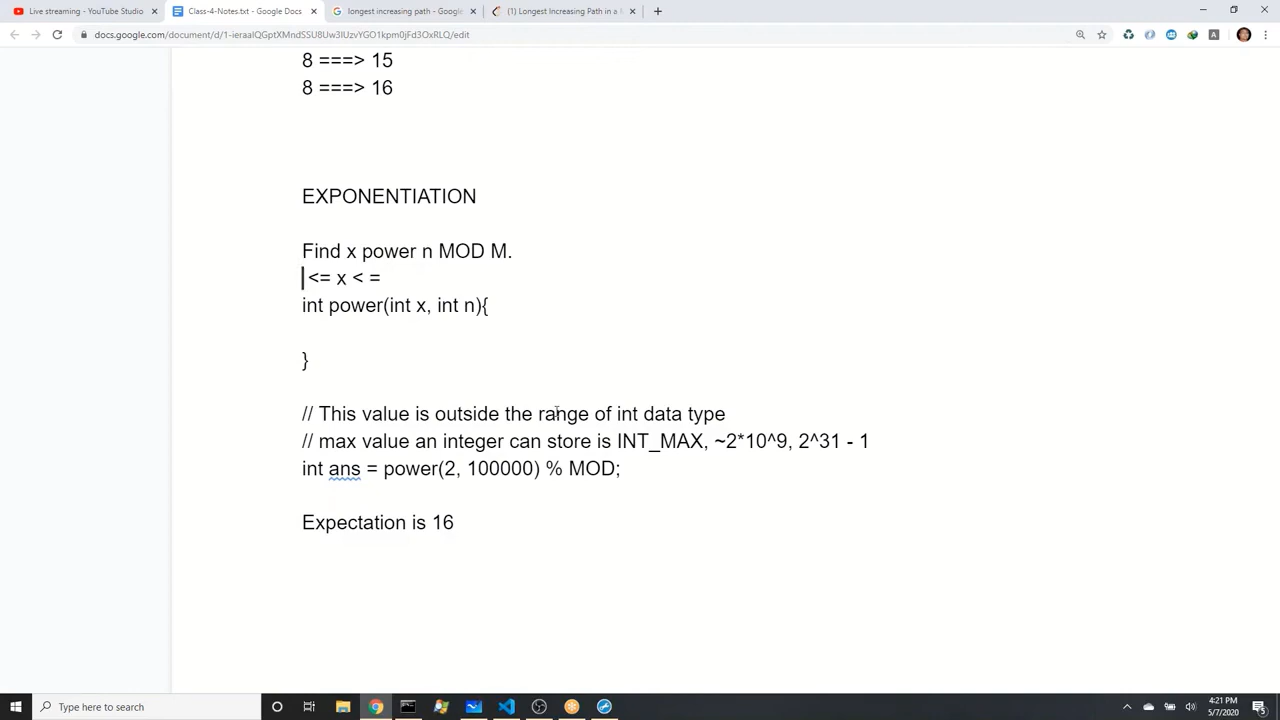 Live streaming - YouTube Studio
Class-4-Notes.txt - Google Docs
longest increasing path - Google
(1) Longest Increasing Path in a
docs.google.com/document/d/1-ieraaIQGptXMndSSU8Uw3IUzvYGO1kpm0jFd3OxRLQ/edit
8 ===> 15
8 ===> 16
EXPONENTIATION
Find x power n MOD M.
<= x < =
int power(int x, int n){
}
// This value is outside the range of int data type
// max value an integer can store is INT_MAX, ~2*10^9, 2^31 - 1
int ans = power(2, 100000) % MOD;
Expectation is 16
Type here to search
4:21 PM
5/7/2020